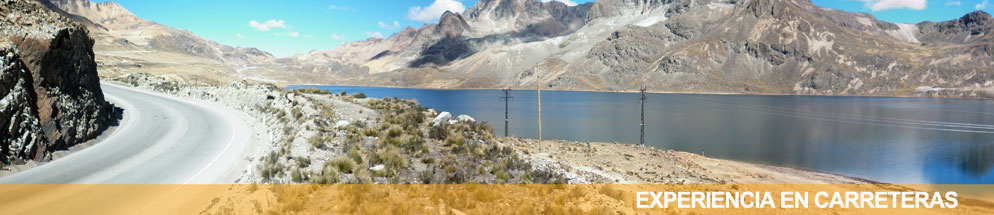 EXPERIENCIA EN CARRETERAS